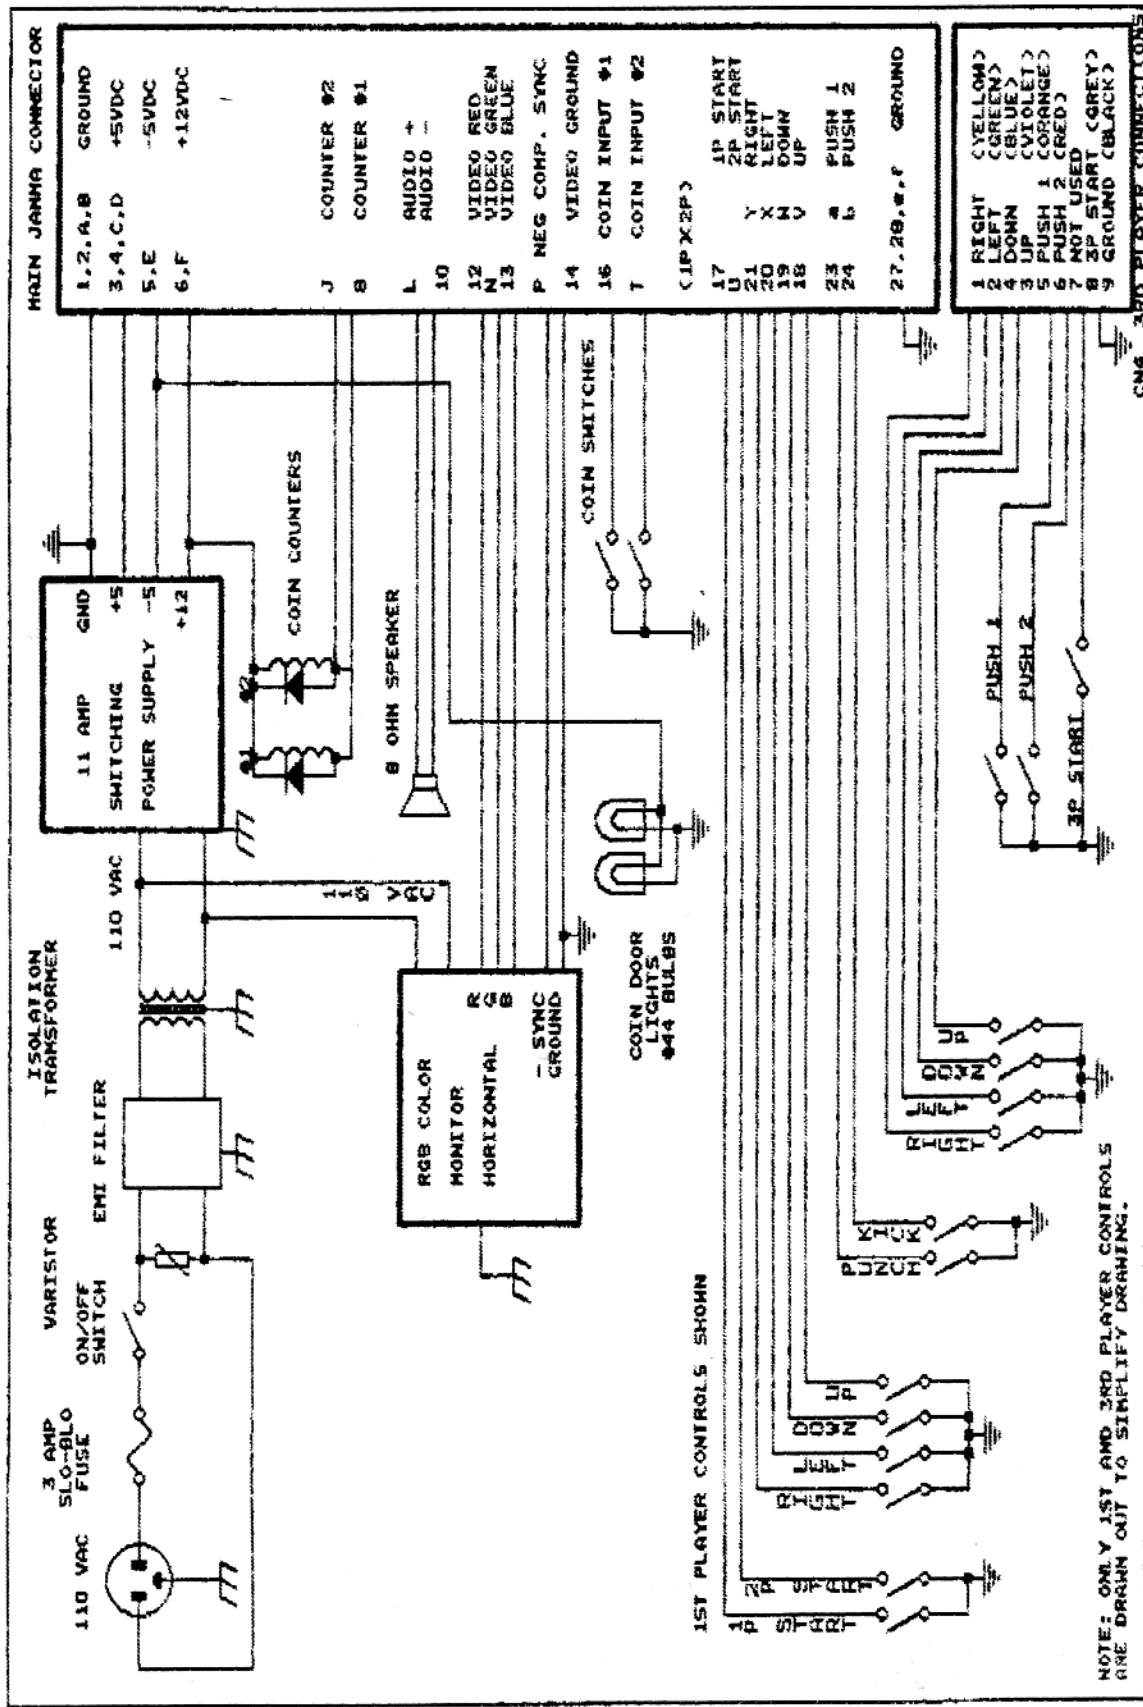 110 VAC
3 AMP
SLO-BLO
FUSE
ON/OFF
SWITCH
VARISTOR
EMI FILTER
ISOLATION
TRANSFORMER
110 VAC
11 AMP
SWITCHING
POWER SUPPLY
GND
+5
-5
+12
#1
#2
COIN COUNTERS
8 OHM SPEAKER
110 VAC
RGB COLOR
MONITOR
HORIZONTAL
R
G
B
- SYNC
GROUND
COIN DOOR
LIGHTS
#44 BULBS
COIN SWITCHES
MAIN JAMMA CONNECTOR
1,2,A,B GROUND
3,4,C,D +5VDC
5,E -5VDC
6,F +12VDC
J COUNTER #2
8 COUNTER #1
L AUDIO +
10 AUDIO -
12 VIDEO RED
N VIDEO GREEN
13 VIDEO BLUE
P NEG COMP. SYNC
14 VIDEO GROUND
16 COIN INPUT #1
T COIN INPUT #2
(1PX2P)
17 1P START
U 2P START
21 Y RIGHT
20 X LEFT
19 W DOWN
18 V UP
23 a PUSH 1
24 b PUSH 2
27,28,e,f GROUND
1ST PLAYER CONTROLS SHOWN
1P START
2P START
RIGHT
LEFT
DOWN
UP
PUNCH
KICK
RIGHT
LEFT
DOWN
UP
PUSH 1
PUSH 2
3P START
1 RIGHT (YELLOW)
2 LEFT (GREEN)
4 DOWN (BLUE)
3 UP (VIOLET)
5 PUSH 1 (ORANGE)
6 PUSH 2 (RED)
7 NOT USED
8 3P START (GREY)
9 GROUND (BLACK)
3RD PLAYER CONNECTIONS
NOTE: ONLY 1ST AND 3RD PLAYER CONTROLS
ARE DRAWN OUT TO SIMPLIFY DRAWING.